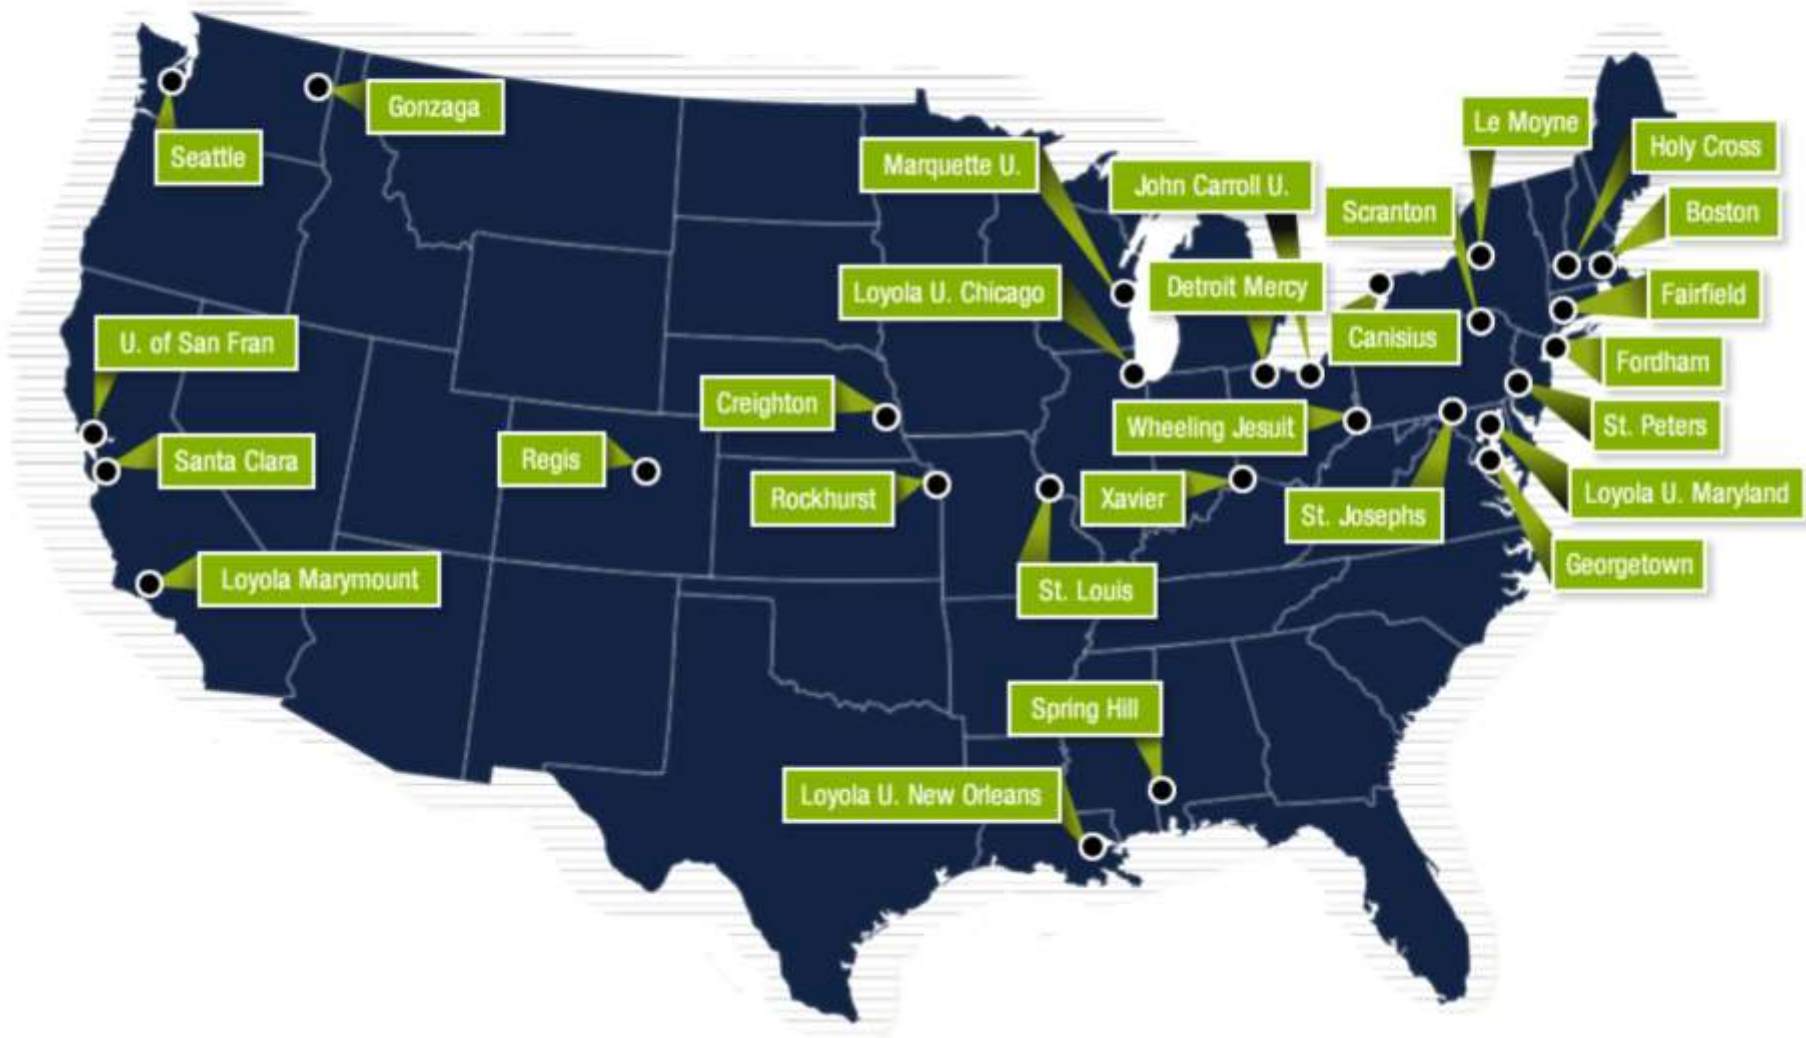 Gonzaga
Seattle
Le Moyne
Holy Cross
Marquette U.
John Carroll U.
Scranton
Boston
Loyola U. Chicago
Detroit Mercy
Fairfield
U. of San Fran
Canisius
Fordham
Creighton
Wheeling Jesuit
St. Peters
Santa Clara
Regis
Rockhurst
Xavier
Loyola U. Maryland
St. Josephs
Georgetown
Loyola Marymount
St. Louis
Spring Hill
Loyola U. New Orleans